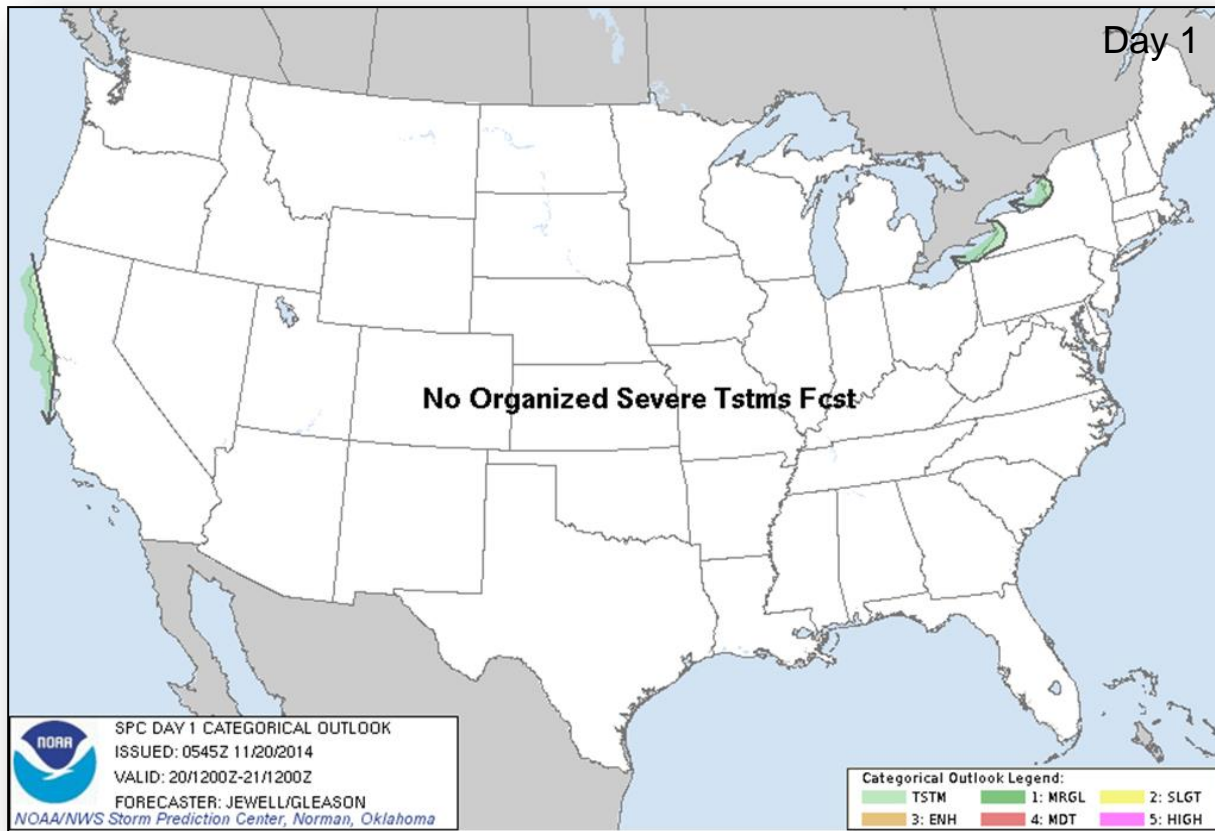 Day 1
No Organized Severe Tstms Fcst
NOAA
SPC DAY 1 CATEGORICAL OUTLOOK
ISSUED: 0545Z 11/20/2014
VALID: 20/1200Z-21/1200Z
FORECASTER: JEWELL/GLEASON
NOAA/NWS Storm Prediction Center, Norman, Oklahoma
Categorical Outlook Legend:
TSTM 1: MRGL 2: SLGT
3: ENH 4: MDT 5: HIGH